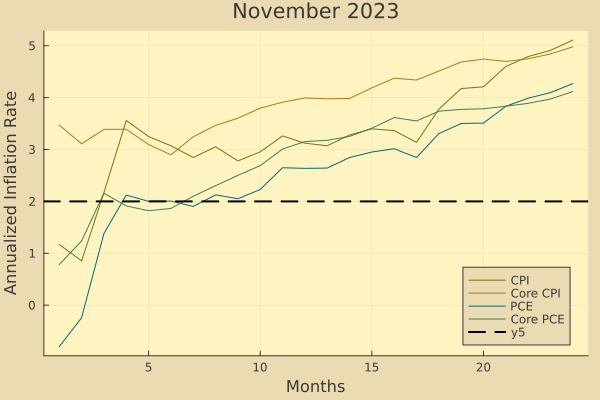 November 2023
Annualized Inflation Rate
5
4
3
2
1
0
5
10
15
20
Months
CPI
Core CPI
PCE
Core PCE
y5